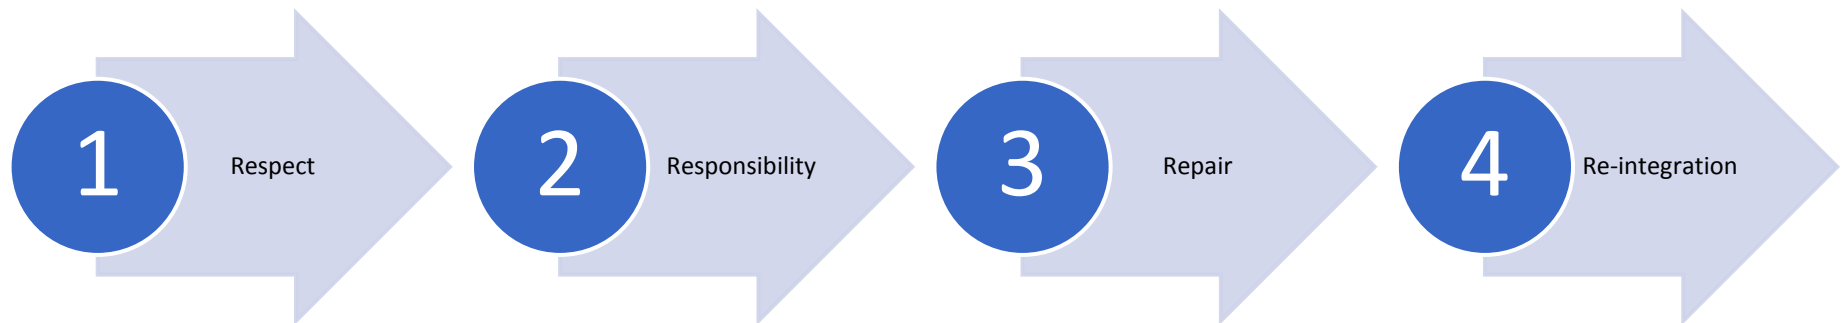 1
Respect
2
Responsibility
3
Repair
4
Re-integration